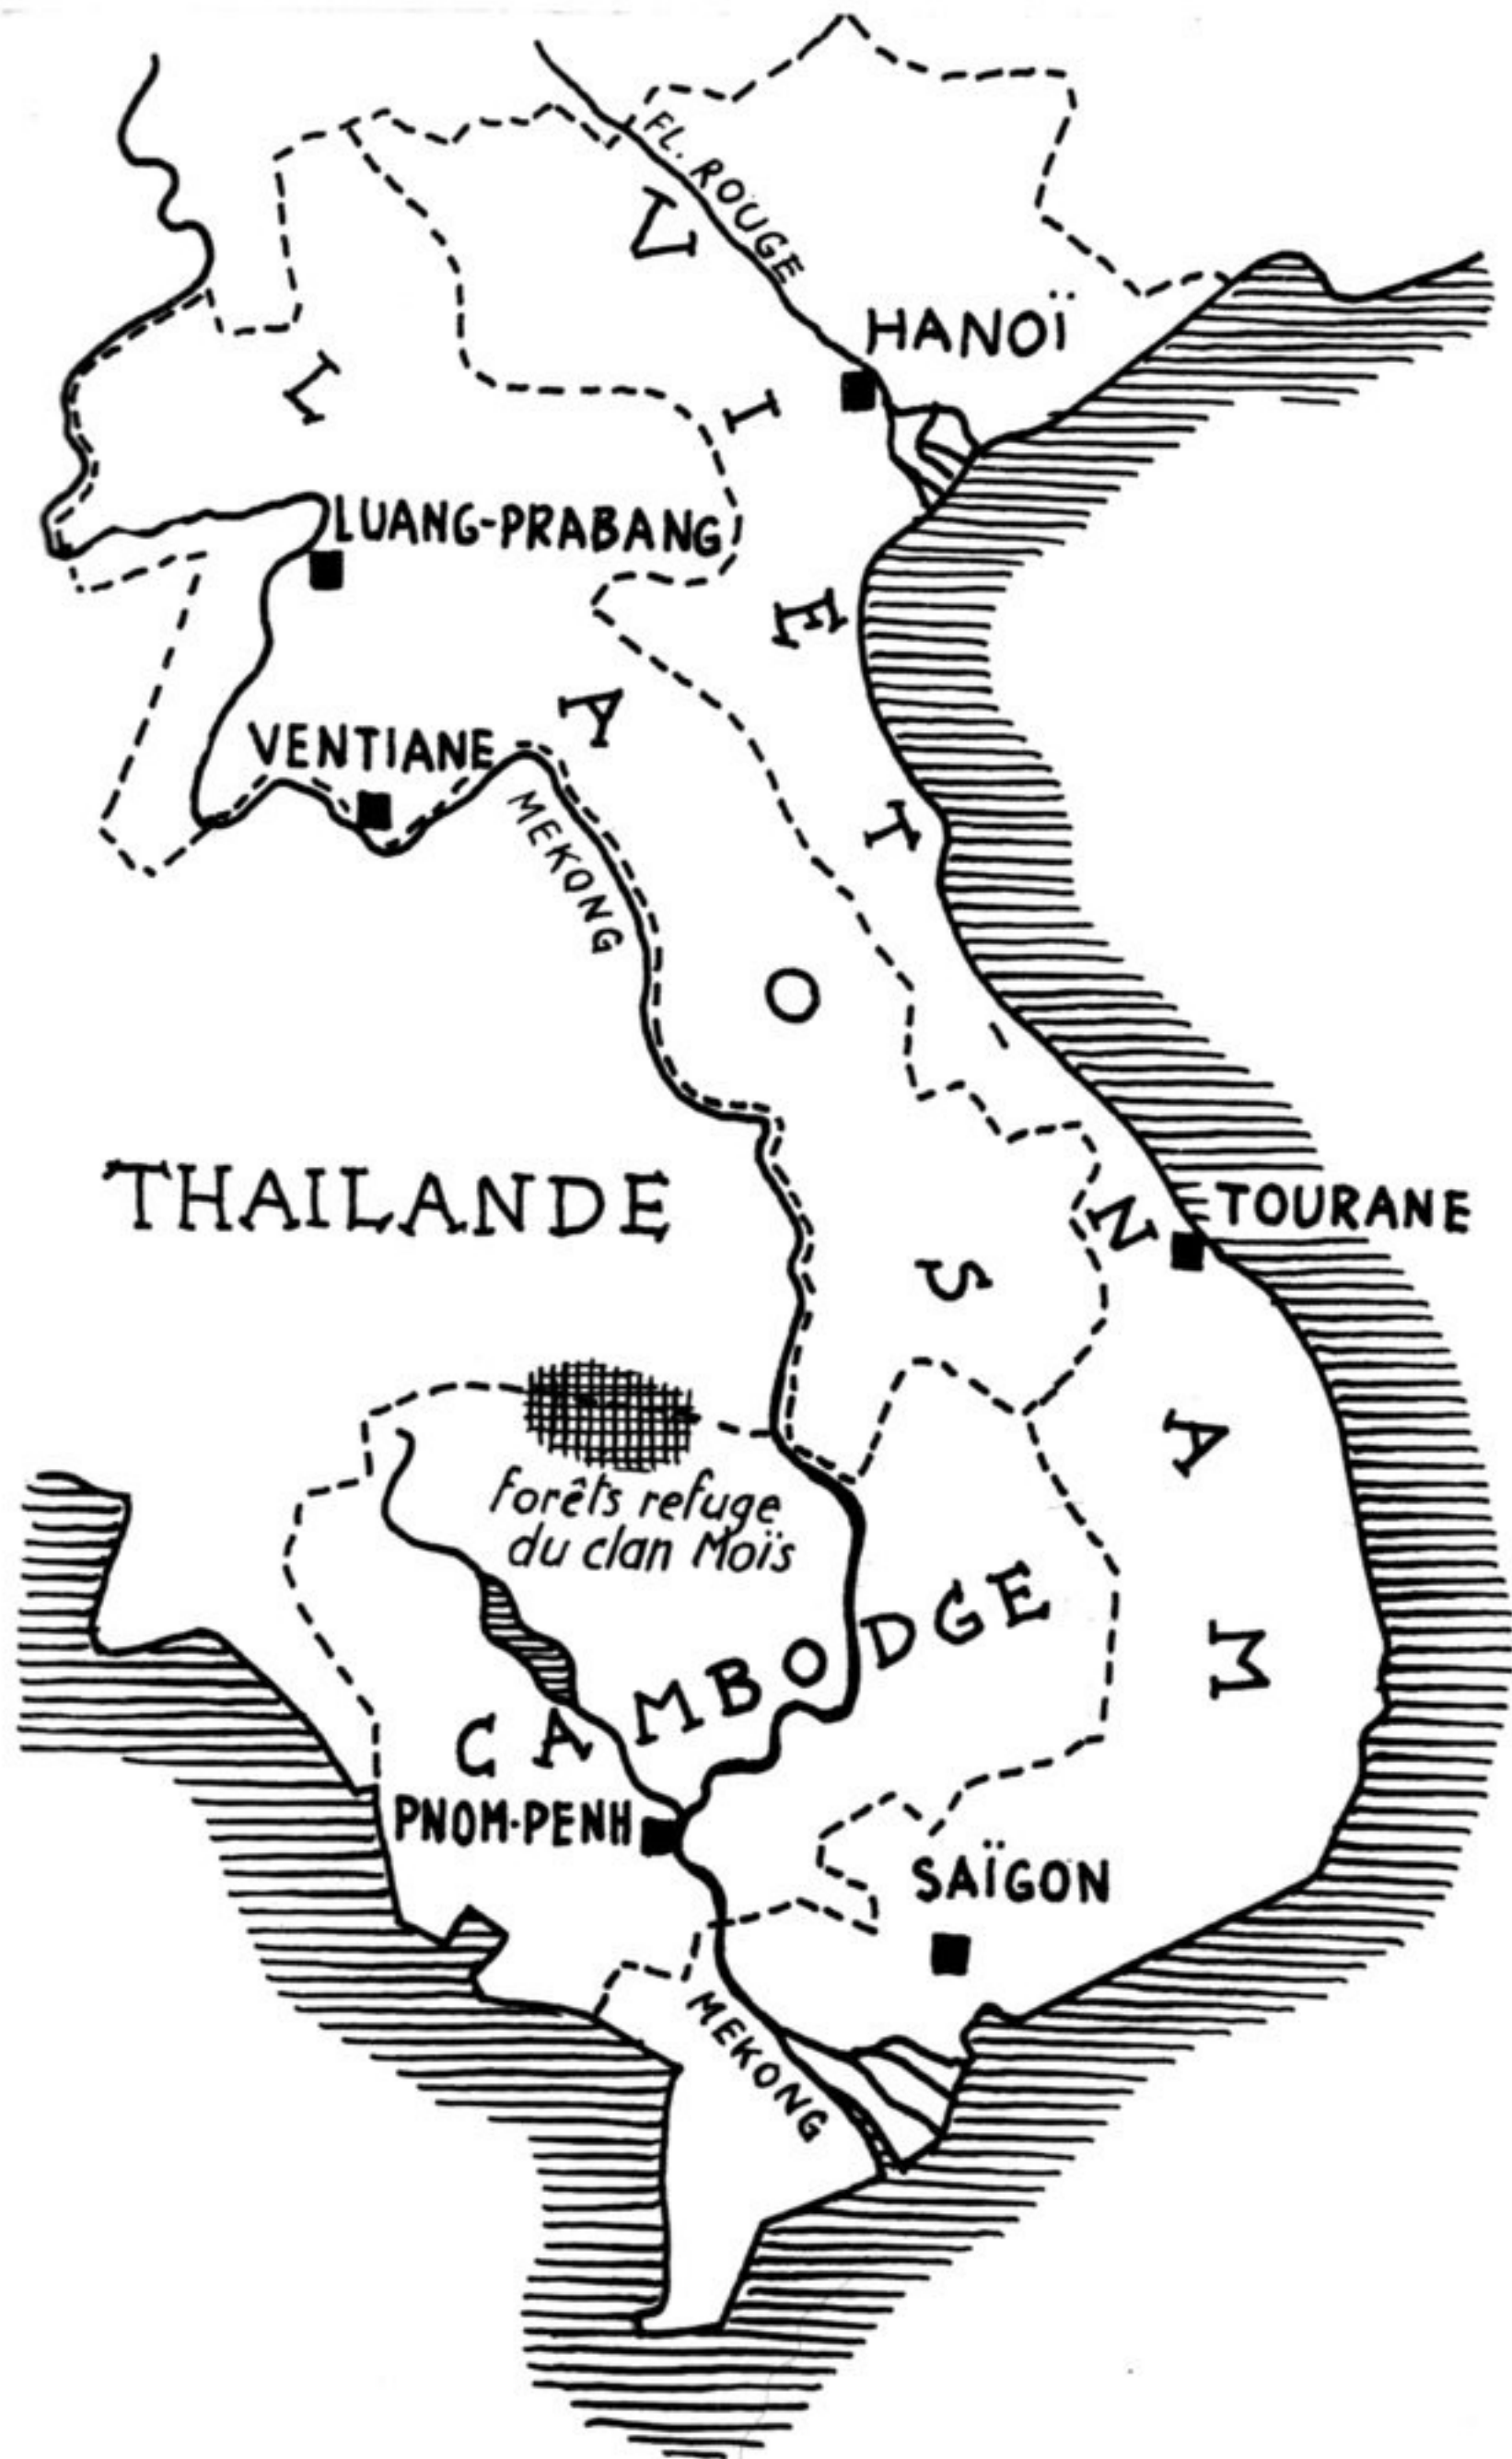 FL. ROUGE
VIETNAM
HANOÏ
LAOS
LUANG-PRABANG
VENTIANE
MEKONG
THAILANDE
TOURANE
forêts refuge
du clan Moïs
CAMBODGE
PNOM-PENH
SAÏGON
MEKONG